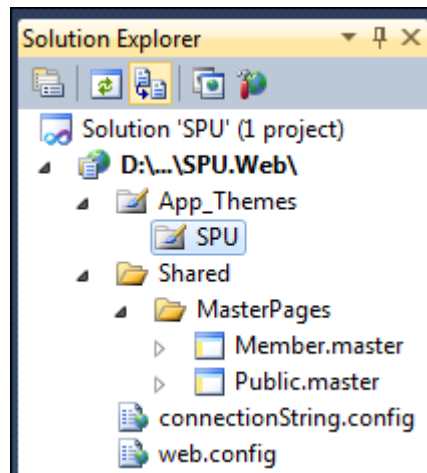 Solution Explorer
Solution 'SPU' (1 project)
D:\...\SPU.Web\
App_Themes
SPU
Shared
MasterPages
Member.master
Public.master
connectionString.config
web.config